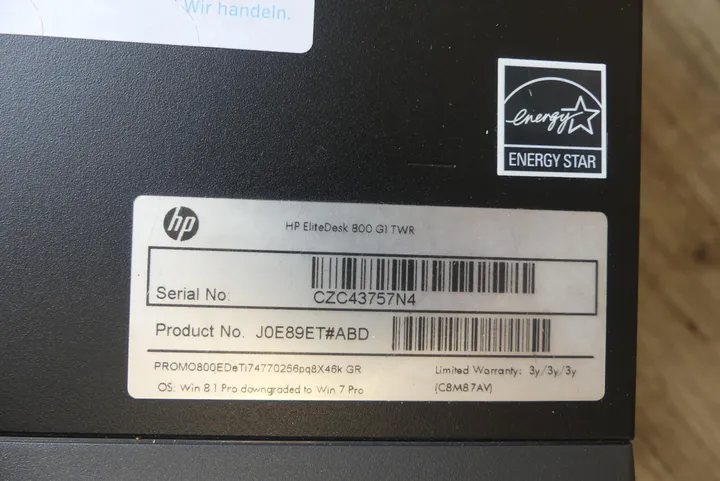 Wir handeln.
energy
ENERGY STAR
hp
HP EliteDesk 800 G1 TWR
Serial No: CZC43757N4
Product No. J0E89ET#ABD
PROMO800EDeTi74770256pq8X46k GR
Limited Warranty: 3y/3y/3y
OS: Win 8.1 Pro downgraded to Win 7 Pro
(C8M87AV)